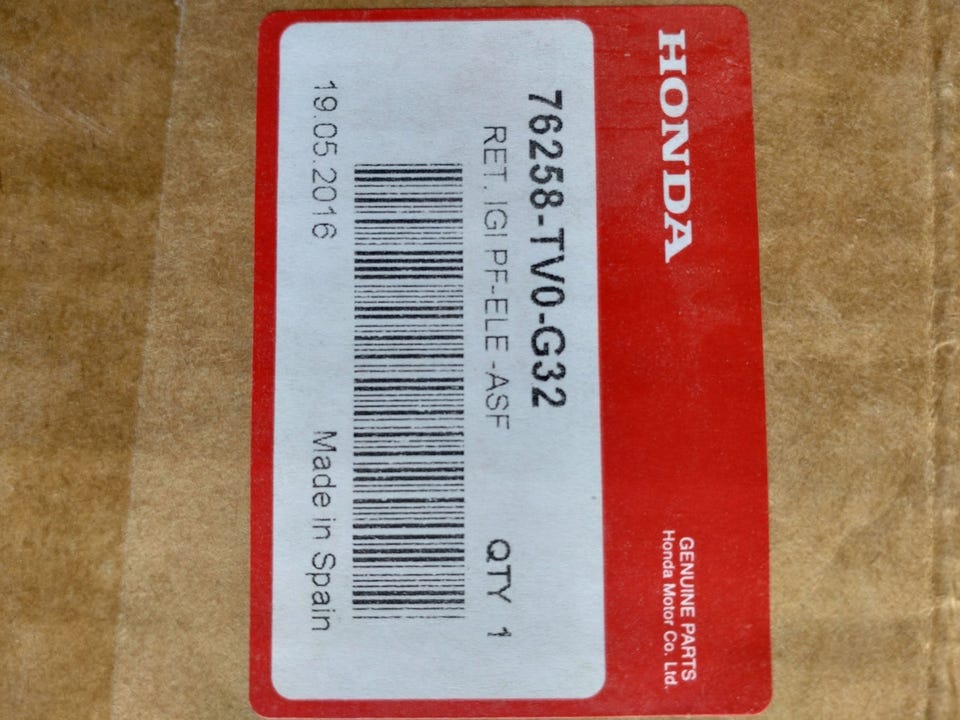 HONDA
GENUINE PARTS
Honda Motor Co. Ltd.
76258-TV0-G32
RET. IGI PF-ELE -ASF
QTY 1
19.05.2016
Made in Spain